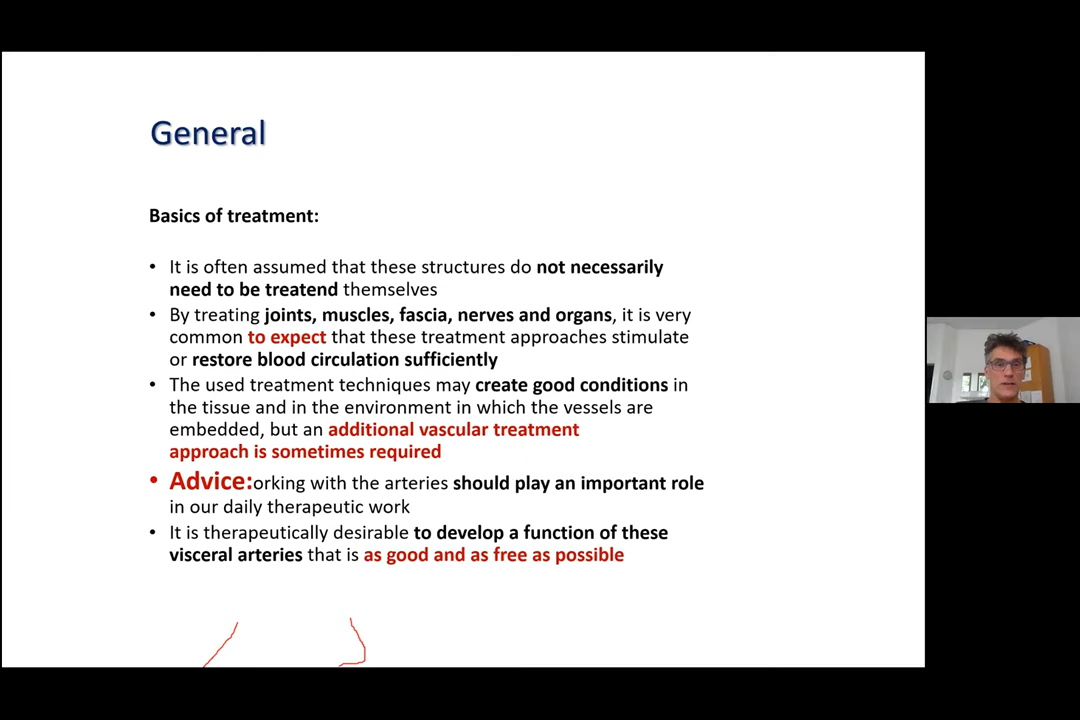 General
Basics of treatment:
• It is often assumed that these structures do not necessarily
need to be treatend themselves
• By treating joints, muscles, fascia, nerves and organs, it is very
common to expect that these treatment approaches stimulate
or restore blood circulation sufficiently
• The used treatment techniques may create good conditions in
the tissue and in the environment in which the vessels are
embedded, but an additional vascular treatment
approach is sometimes required
• Advice:orking with the arteries should play an important role
in our daily therapeutic work
• It is therapeutically desirable to develop a function of these
visceral arteries that is as good and as free as possible